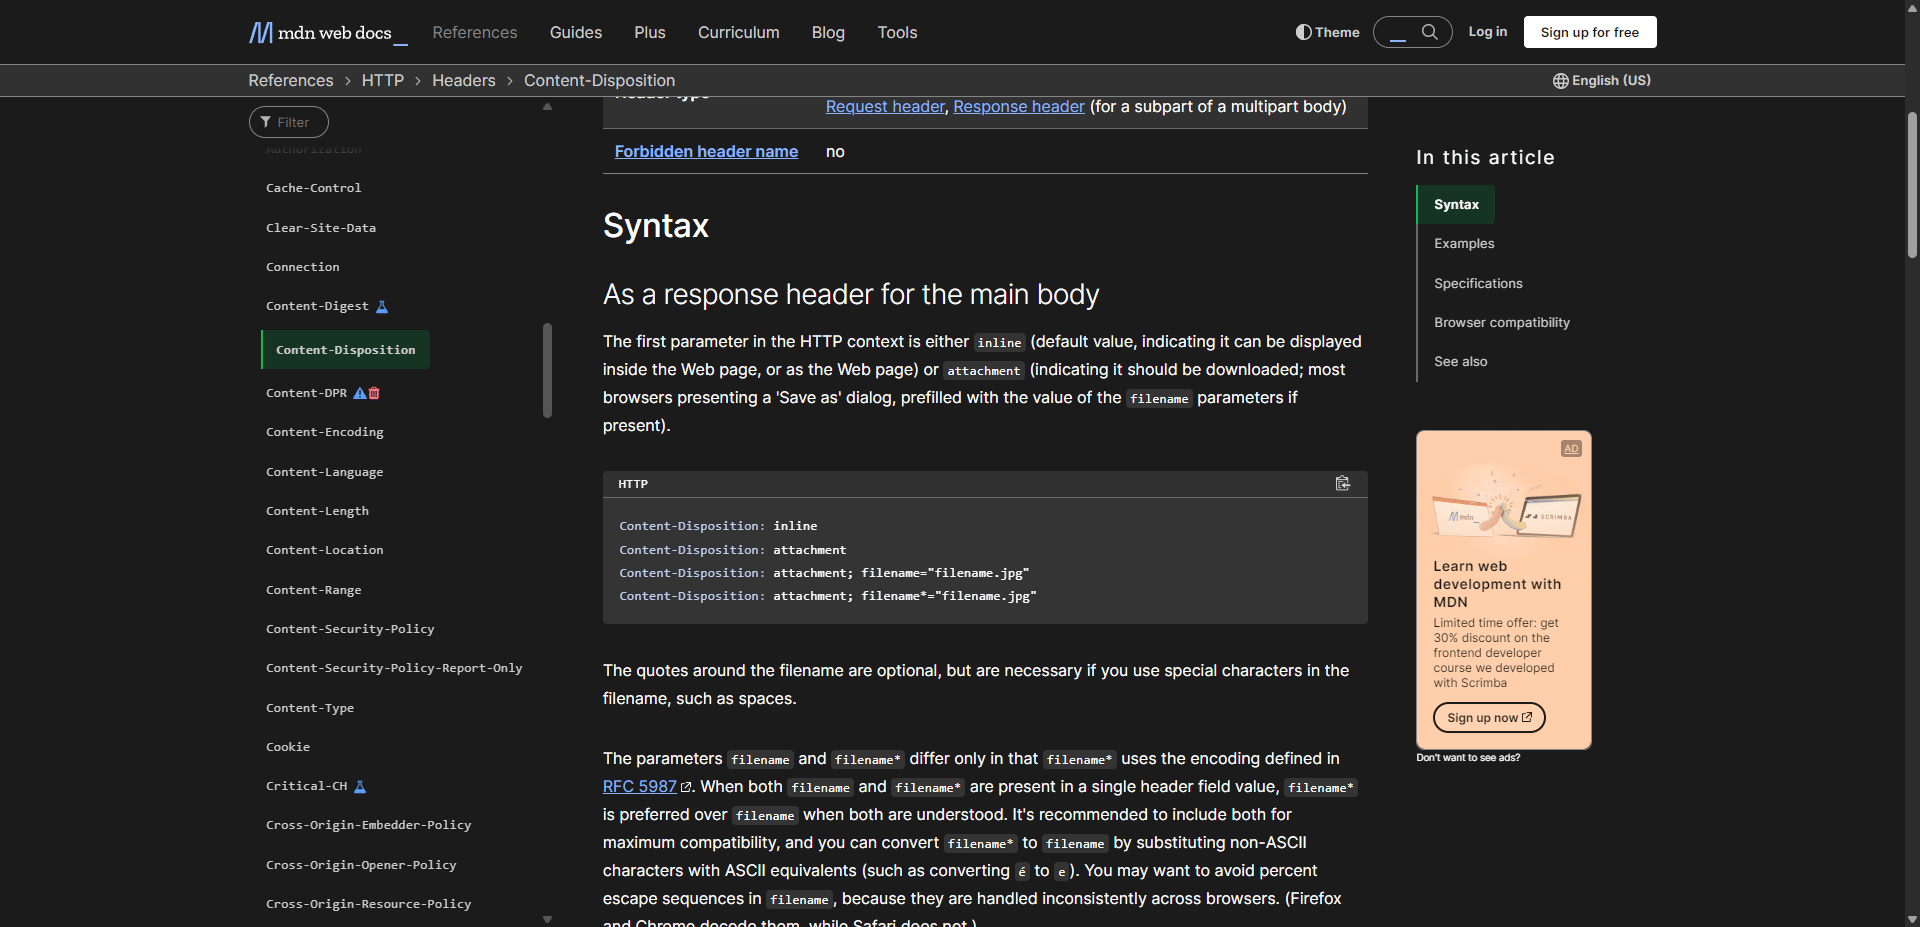 mdn web docs_
References
Guides
Plus
Curriculum
Blog
Tools
Theme
Log in
Sign up for free
References > HTTP > Headers > Content-Disposition
English (US)
Filter
Authorization
Cache-Control
Clear-Site-Data
Connection
Content-Digest
Content-Disposition
Content-DPR
Content-Encoding
Content-Language
Content-Length
Content-Location
Content-Range
Content-Security-Policy
Content-Security-Policy-Report-Only
Content-Type
Cookie
Critical-CH
Cross-Origin-Embedder-Policy
Cross-Origin-Opener-Policy
Cross-Origin-Resource-Policy
Header type
Request header, Response header (for a subpart of a multipart body)
Forbidden header name
no
Syntax
As a response header for the main body
The first parameter in the HTTP context is either inline (default value, indicating it can be displayed
inside the Web page, or as the Web page) or attachment (indicating it should be downloaded; most
browsers presenting a 'Save as' dialog, prefilled with the value of the filename parameters if
present).
HTTP
Content-Disposition: inline
Content-Disposition: attachment
Content-Disposition: attachment; filename="filename.jpg"
Content-Disposition: attachment; filename*="filename.jpg"
The quotes around the filename are optional, but are necessary if you use special characters in the
filename, such as spaces.
The parameters filename and filename* differ only in that filename* uses the encoding defined in
RFC 5987. When both filename and filename* are present in a single header field value, filename*
is preferred over filename when both are understood. It's recommended to include both for
maximum compatibility, and you can convert filename* to filename by substituting non-ASCII
characters with ASCII equivalents (such as converting é to e). You may want to avoid percent
escape sequences in filename, because they are handled inconsistently across browsers. (Firefox
and Chrome decode them, while Safari does not.)
In this article
Syntax
Examples
Specifications
Browser compatibility
See also
AD
mdn_
SCRIMBA
Learn web
development with
MDN
Limited time offer: get
30% discount on the
frontend developer
course we developed
with Scrimba
Sign up now
Don't want to see ads?